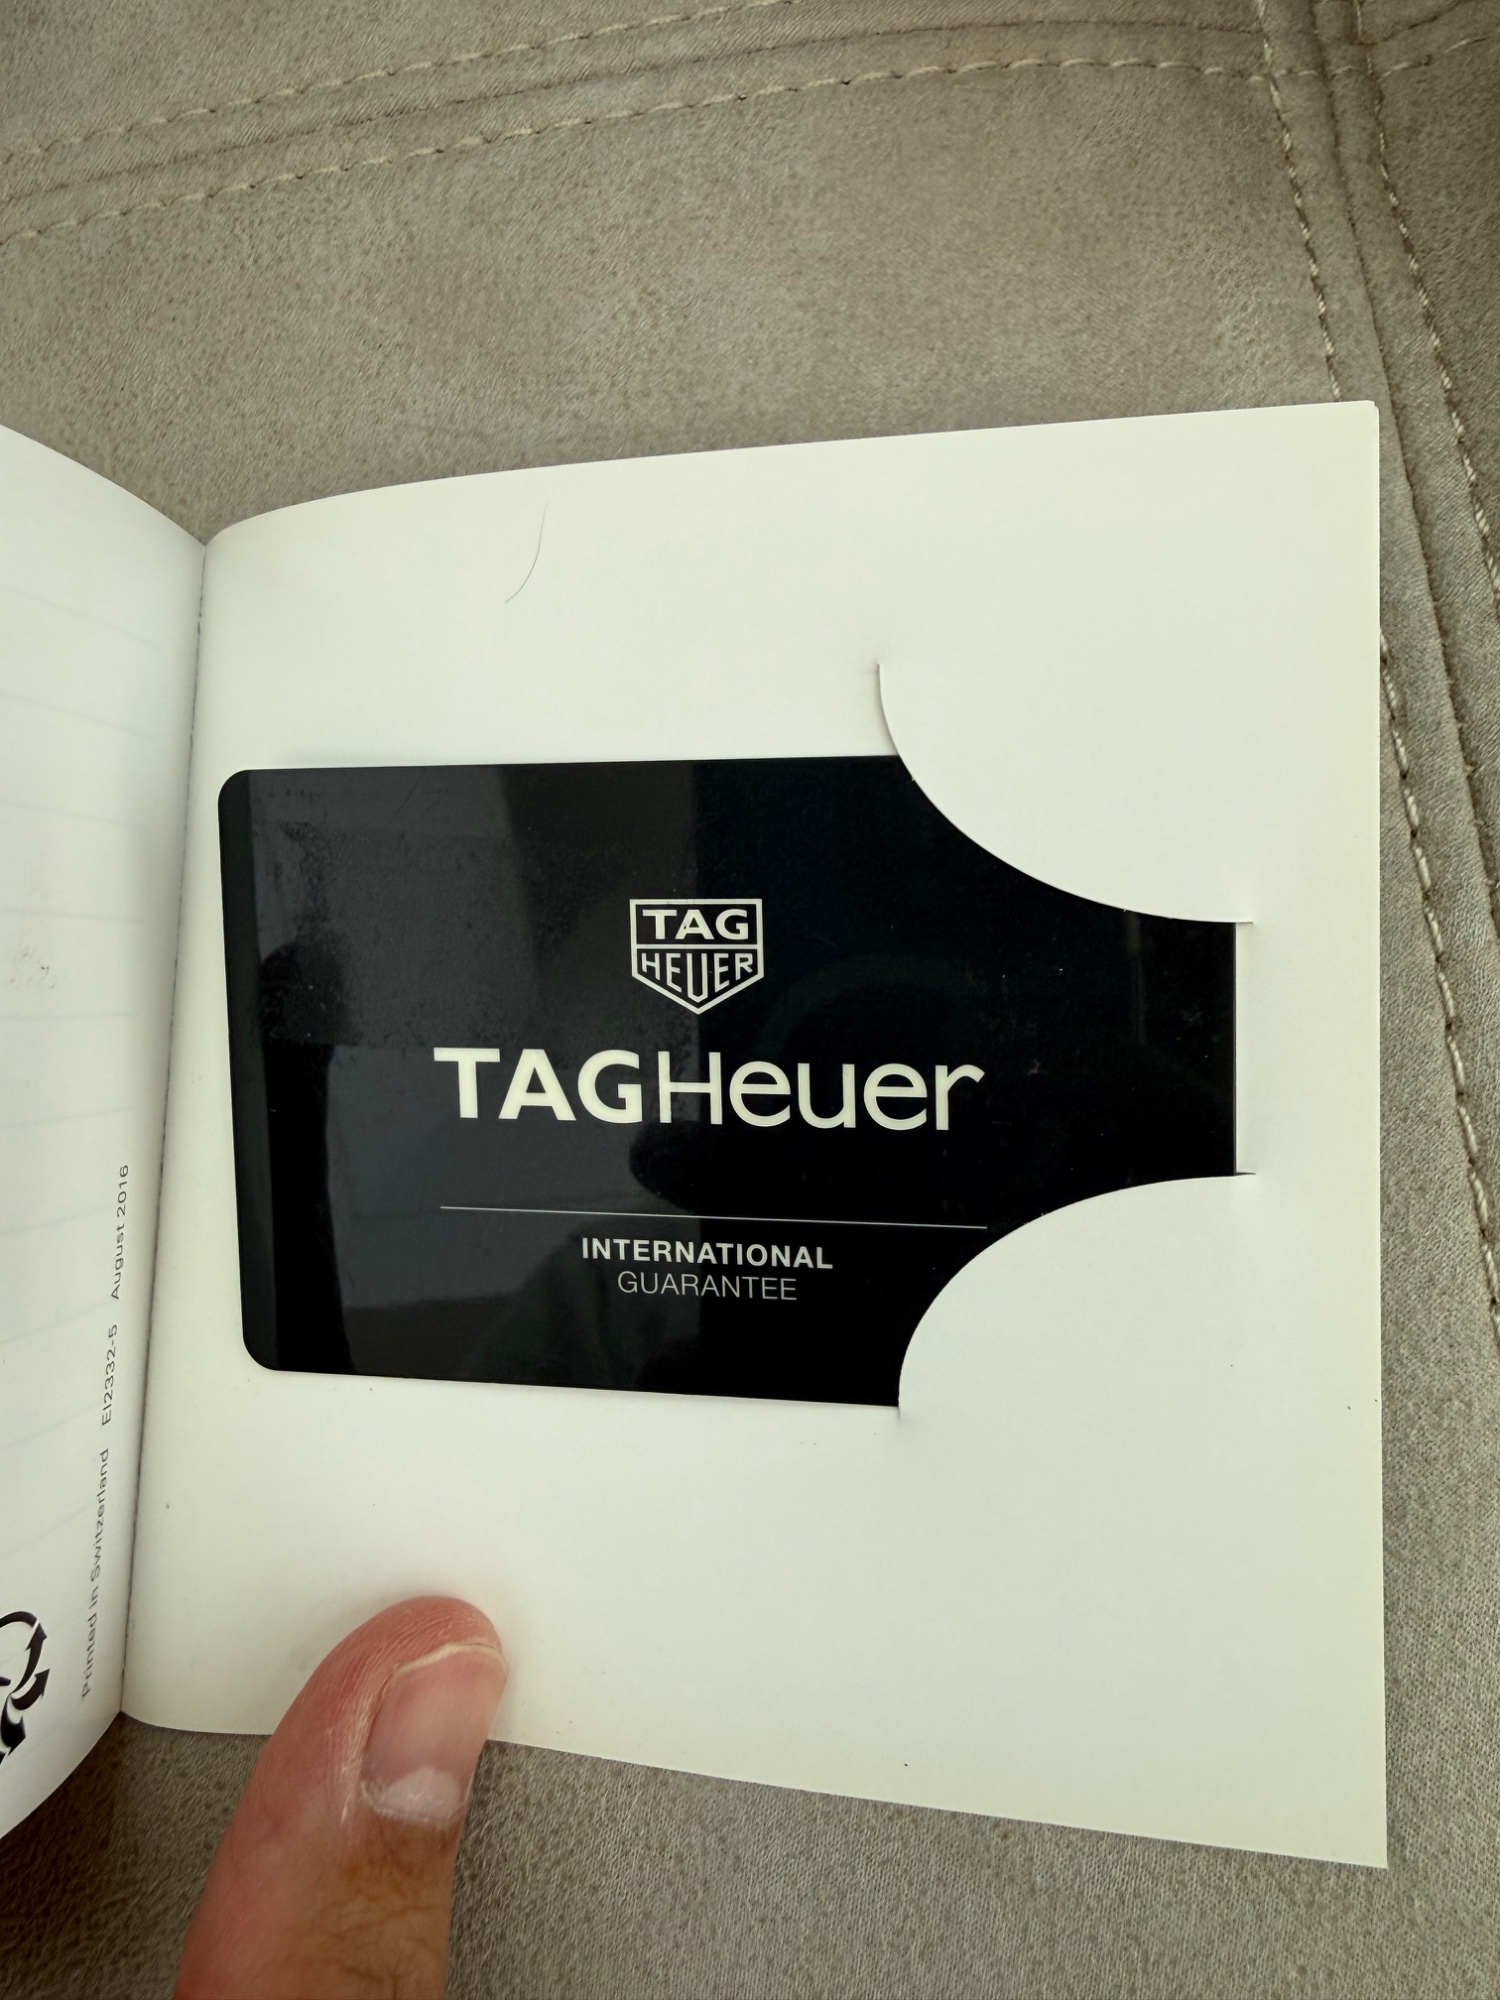 Printed in Switzerland EI2332-5 August 2016
TAG
HEUER
TAGHeuer
INTERNATIONAL
GUARANTEE